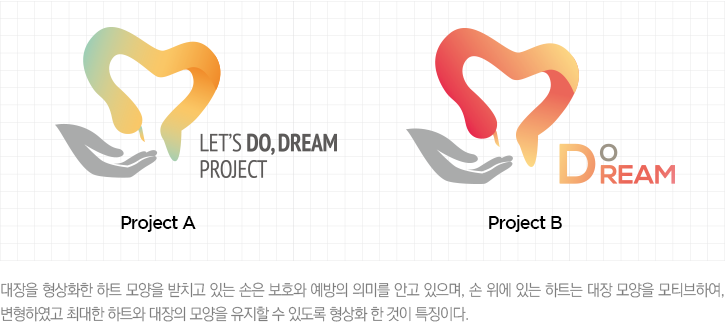 LET'S DO, DREAM
PROJECT
DO
REAM
Project A
Project B
대장을 형상화한 하트 모양을 받치고 있는 손은 보호와 예방의 의미를 안고 있으며, 손 위에 있는 하트는 대장 모양을 모티브하여,
변형하였고 최대한 하트와 대장의 모양을 유지할 수 있도록 형상화 한 것이 특징이다.